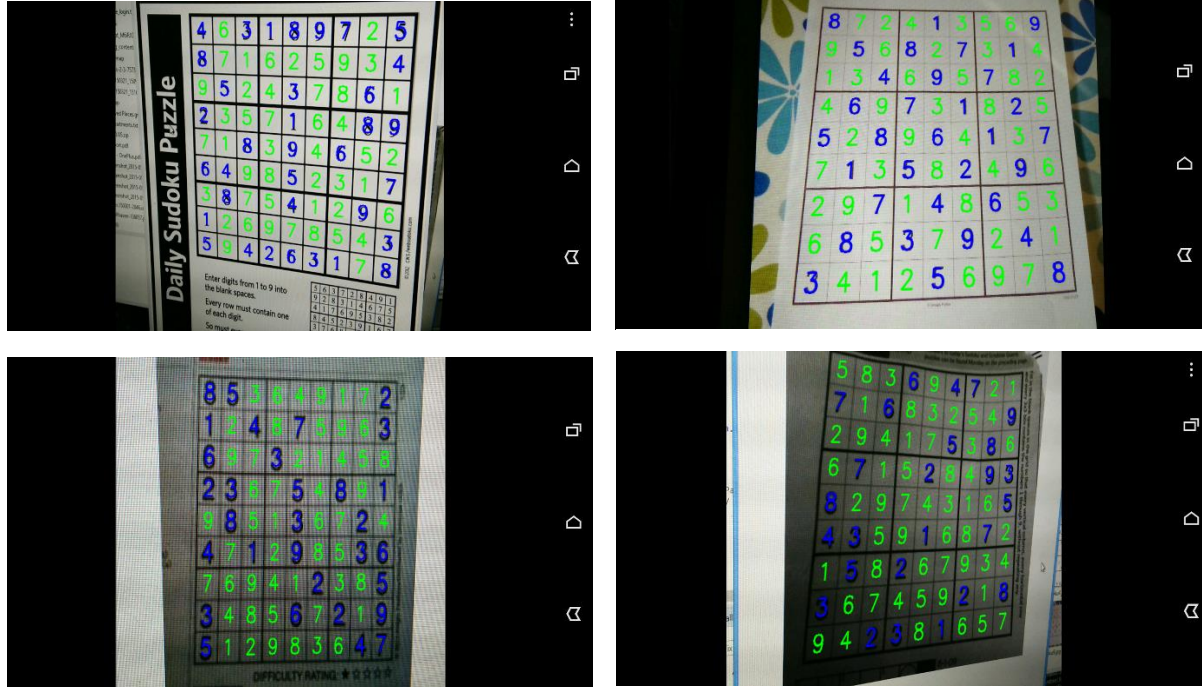 Daily Sudoku Puzzle
4 6 3 1 8 9 7 2 5
8 7 1 6 2 5 9 3 4
9 5 2 4 3 7 8 6 1
2 3 5 7 1 6 4 8 9
7 1 8 3 9 4 6 5 2
6 4 9 8 5 2 3 1 7
3 8 7 5 4 1 2 9 6
1 2 6 9 7 8 5 4 3
5 9 4 2 6 3 1 7 8
Enter digits from 1 to 9 into
the blank spaces.
Every row must contain one
of each digit.
So must
8 7 2 4 1 3 5 6 9
9 5 6 8 2 7 3 1 4
1 3 4 6 9 5 7 8 2
4 6 9 7 3 1 8 2 5
5 2 8 9 6 4 1 3 7
7 1 3 5 8 2 4 9 6
2 9 7 1 4 8 6 5 3
6 8 5 3 7 9 2 4 1
3 4 1 2 5 6 9 7 8
8 5 3 6 4 9 1 7 2
1 2 4 8 7 5 9 6 3
6 9 7 3 2 1 4 5 8
2 3 6 7 5 4 8 9 1
9 8 5 1 3 6 7 2 4
4 7 1 2 9 8 5 3 6
7 6 9 4 1 2 3 8 5
3 4 8 5 6 7 2 1 9
5 1 2 9 8 3 6 4 7
DIFFICULTY RATING: ★☆☆☆☆
5 8 3 6 9 4 7 2 1
7 1 6 8 3 2 5 4 9
2 9 4 1 7 5 3 8 6
6 7 1 5 2 8 4 9 3
8 2 9 7 4 3 1 6 5
4 3 5 9 1 6 8 7 2
1 5 8 2 6 7 9 3 4
3 6 7 4 5 9 2 1 8
9 4 2 3 8 1 6 5 7